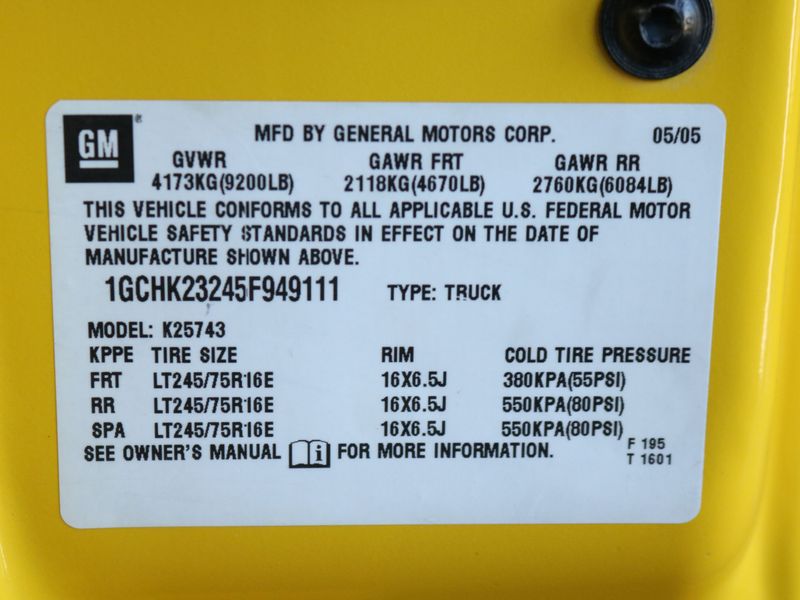 GM
MFD BY GENERAL MOTORS CORP. 05/05
GVWR GAWR FRT GAWR RR
4173KG(9200LB) 2118KG(4670LB) 2760KG(6084LB)
THIS VEHICLE CONFORMS TO ALL APPLICABLE U.S. FEDERAL MOTOR
VEHICLE SAFETY STANDARDS IN EFFECT ON THE DATE OF
MANUFACTURE SHOWN ABOVE.
1GCHK23245F949111 TYPE: TRUCK
MODEL: K25743
KPPE TIRE SIZE RIM COLD TIRE PRESSURE
FRT LT245/75R16E 16X6.5J 380KPA(55PSI)
RR LT245/75R16E 16X6.5J 550KPA(80PSI)
SPA LT245/75R16E 16X6.5J 550KPA(80PSI)
SEE OWNER'S MANUAL i FOR MORE INFORMATION.
F 195
T 1601